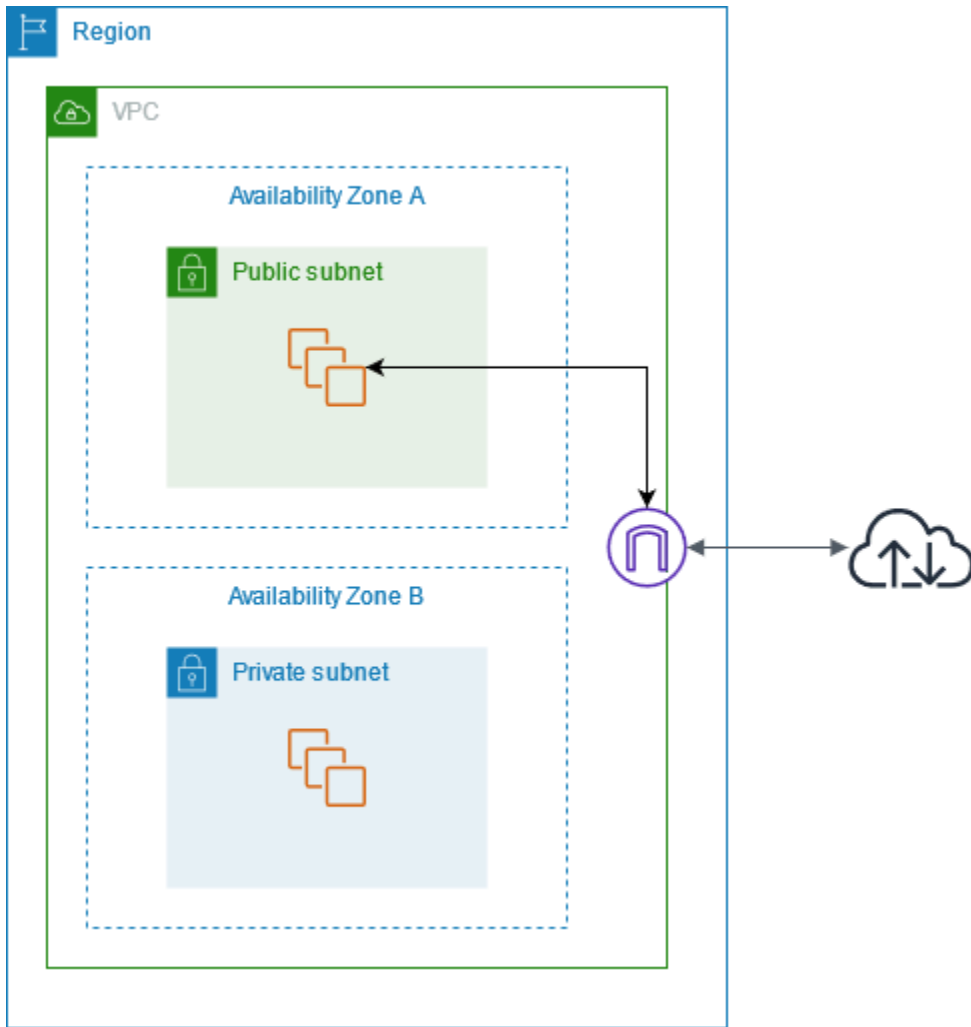 Region
VPC
Availability Zone A
Public subnet
Availability Zone B
Private subnet